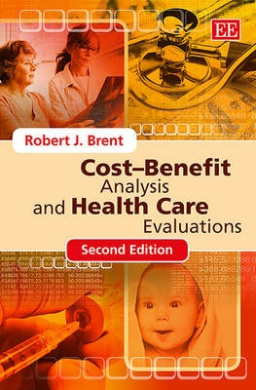 EE
Robert J. Brent
Cost–Benefit
Analysis
and Health Care
Evaluations
Second Edition